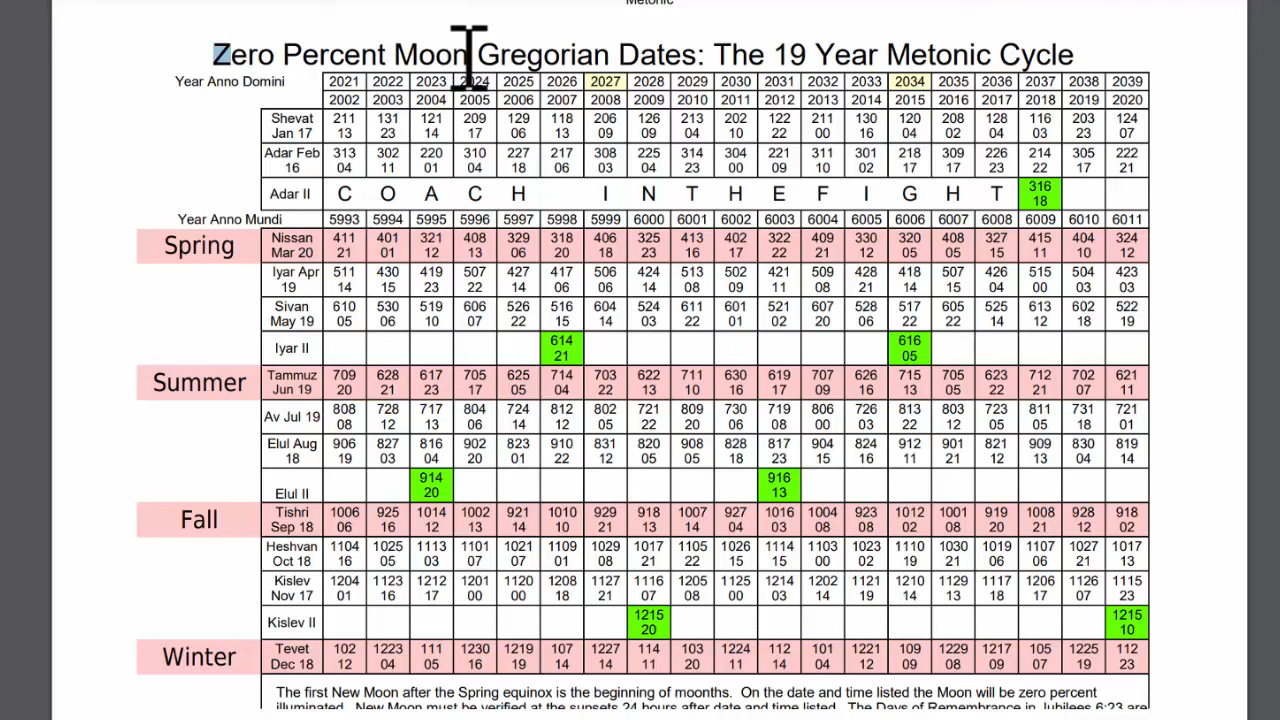 Metonic
Zero Percent Moon Gregorian Dates: The 19 Year Metonic Cycle
Year Anno Domini 2021 2022 2023 2024 2025 2026 2027 2028 2029 2030 2031 2032 2033 2034 2035 2036 2037 2038 2039
2002 2003 2004 2005 2006 2007 2008 2009 2010 2011 2012 2013 2014 2015 2016 2017 2018 2019 2020
Shevat 211 131 121 209 129 118 206 126 213 202 122 211 130 120 208 128 116 203 124
Jan 17 13 23 14 17 06 13 09 09 04 10 22 00 16 04 02 04 03 23 07
Adar Feb 313 302 220 310 227 217 308 225 314 304 221 311 301 218 309 226 214 305 222
16 04 11 01 04 18 06 03 04 23 00 09 10 02 17 17 23 22 17 21
Adar II C O A C H I N T H E F I G H T 316
18
Year Anno Mundi 5993 5994 5995 5996 5997 5998 5999 6000 6001 6002 6003 6004 6005 6006 6007 6008 6009 6010 6011
Spring
Nissan 411 401 321 408 329 318 406 325 413 402 322 409 330 320 408 327 415 404 324
Mar 20 21 01 12 13 06 20 18 23 16 17 22 21 12 05 05 15 11 10 12
Iyar Apr 511 430 419 507 427 417 506 424 513 502 421 509 428 418 507 426 515 504 423
19 14 15 23 22 14 06 06 14 08 09 11 08 21 14 15 04 00 03 03
Sivan 610 530 519 606 526 516 604 524 611 601 521 607 528 517 605 525 613 602 522
May 19 05 06 10 07 22 15 14 03 22 01 02 20 06 22 22 14 12 18 19
Iyar II 614 616
21 05
Summer
Tammuz 709 628 617 705 625 714 703 622 711 630 619 707 626 715 705 623 712 702 621
Jun 19 20 21 23 17 05 04 22 13 10 16 17 09 16 13 05 22 21 07 11
Av Jul 19 808 728 717 804 724 812 802 721 809 730 719 806 726 813 803 723 811 731 721
08 12 13 06 14 12 05 22 20 06 08 00 03 22 12 05 05 18 01
Elul Aug 906 827 816 902 823 910 831 820 908 828 817 904 824 912 901 821 909 830 819
18 19 03 04 20 01 22 12 05 05 18 23 15 16 11 21 12 13 04 14
Elul II 914 916
20 13
Fall
Tishri 1006 925 1014 1002 921 1010 929 918 1007 927 1016 1004 923 1012 1001 919 1008 928 918
Sep 18 06 16 12 13 14 10 21 13 14 04 03 08 08 02 08 20 21 12 02
Heshvan 1104 1025 1113 1101 1021 1109 1029 1017 1105 1026 1114 1103 1023 1110 1030 1019 1107 1027 1017
Oct 18 16 05 03 07 07 01 08 21 22 15 15 00 02 19 21 06 06 21 13
Kislev 1204 1123 1212 1201 1120 1208 1127 1116 1205 1125 1214 1202 1121 1210 1129 1117 1206 1126 1115
Nov 17 01 16 17 00 00 18 21 07 08 00 03 14 19 14 13 18 17 07 23
Kislev II 1215 1215
20 10
Winter
Tevet 102 1223 111 1230 1219 107 1227 114 103 1224 112 101 1221 109 1229 1217 105 1225 112
Dec 18 12 04 05 16 19 14 14 11 20 11 14 04 12 09 08 09 07 19 23
The first New Moon after the Spring equinox is the beginning of moonths. On the date and time listed the Moon will be zero percent
illuminated. New Moon must be verified at the sunsets 24 hours after date and time listed. The Days of Remembrance in Jubilees 6:23 are